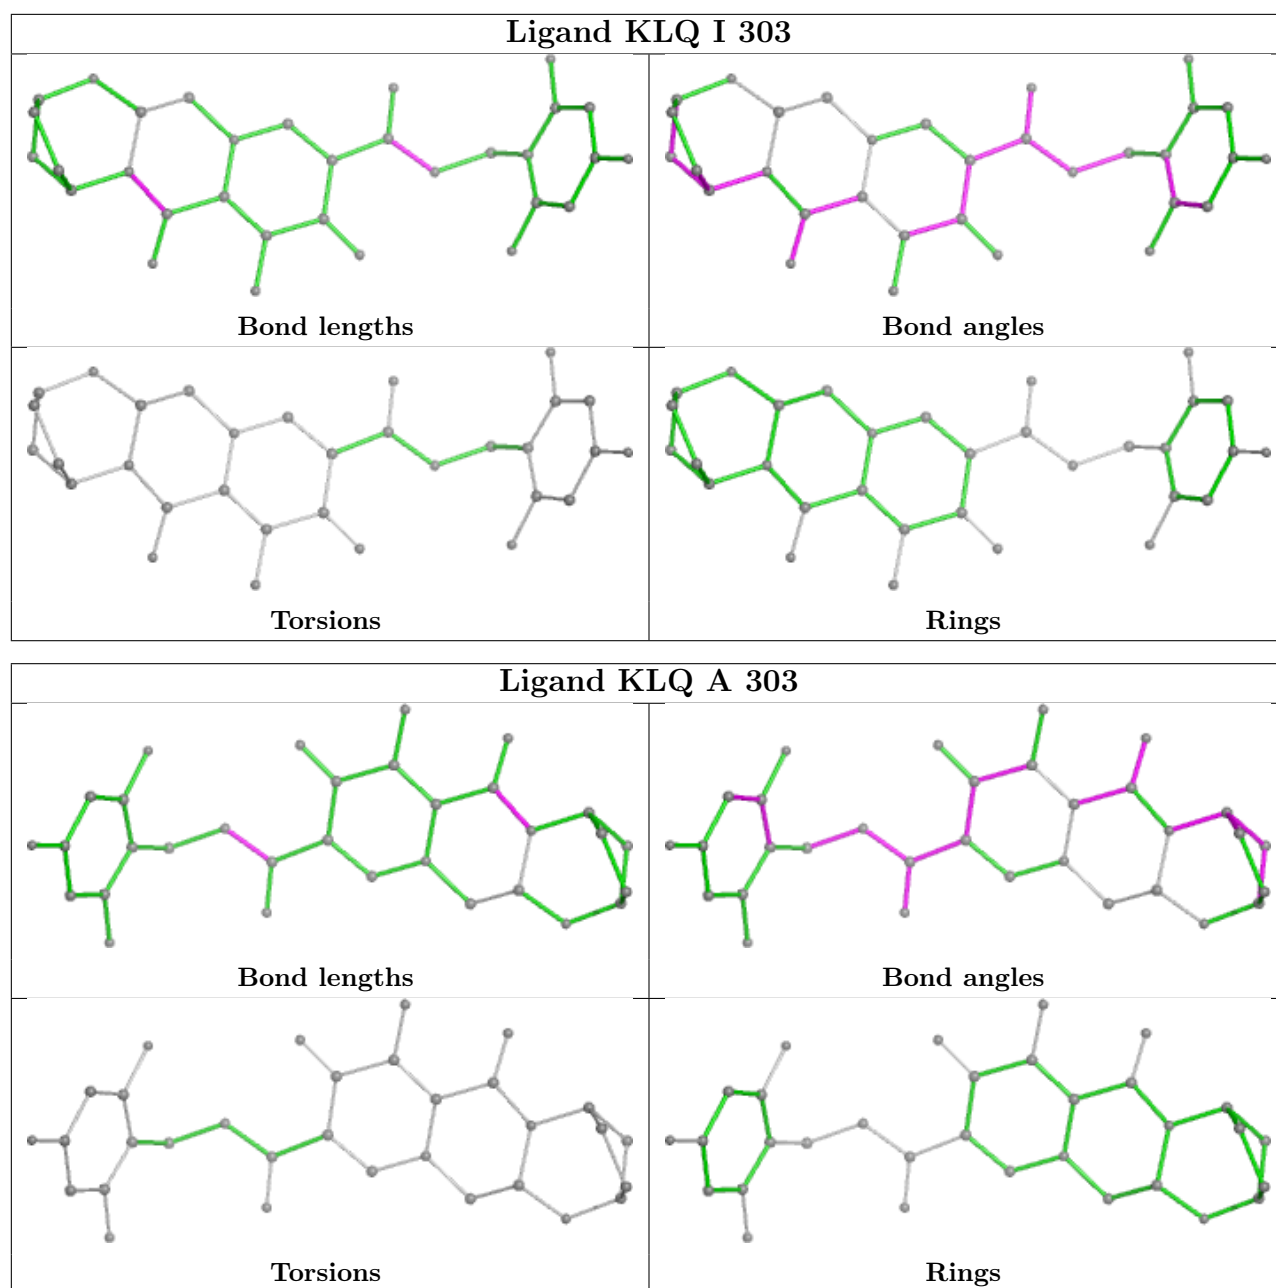 Ligand KLQ I 303
Bond lengths
Bond angles
Torsions
Rings
Ligand KLQ A 303
Bond lengths
Bond angles
Torsions
Rings